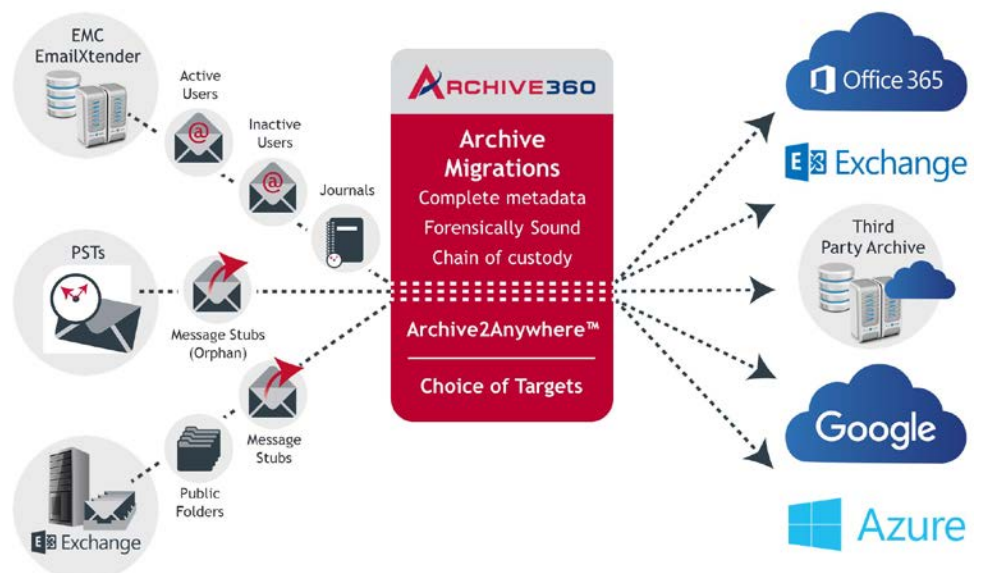 EMC
EmailXtender
Active
Users
Inactive
Users
Journals
PSTs
Message Stubs
(Orphan)
Message
Stubs
Public
Folders
E Exchange
ARCHIVE360
Archive
Migrations
Complete metadata
Forensically Sound
Chain of custody
Archive2Anywhere™
Choice of Targets
Office 365
E Exchange
Third
Party Archive
Google
Azure